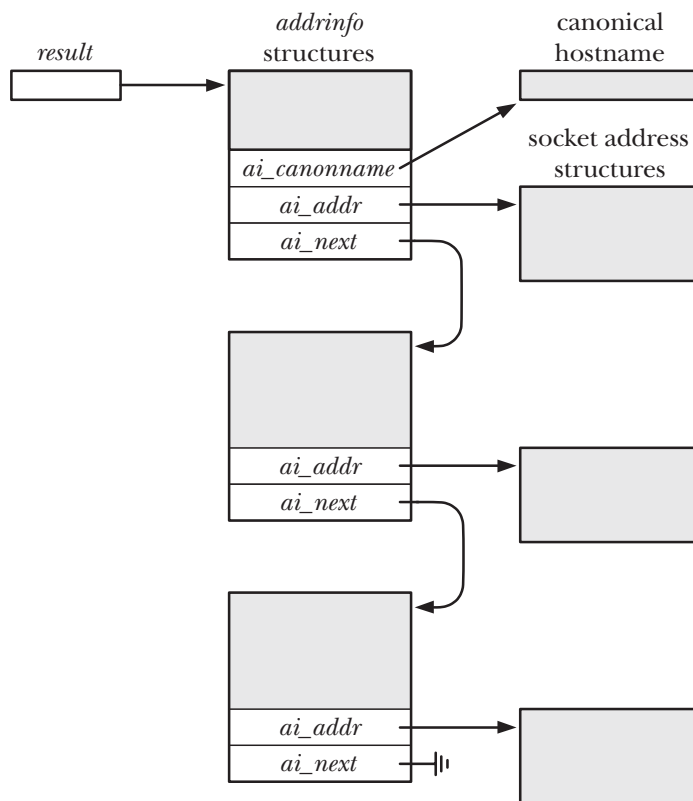 result
addrinfo
structures
canonical
hostname
ai_canonname
ai_addr
ai_next
socket address
structures
ai_addr
ai_next
ai_addr
ai_next